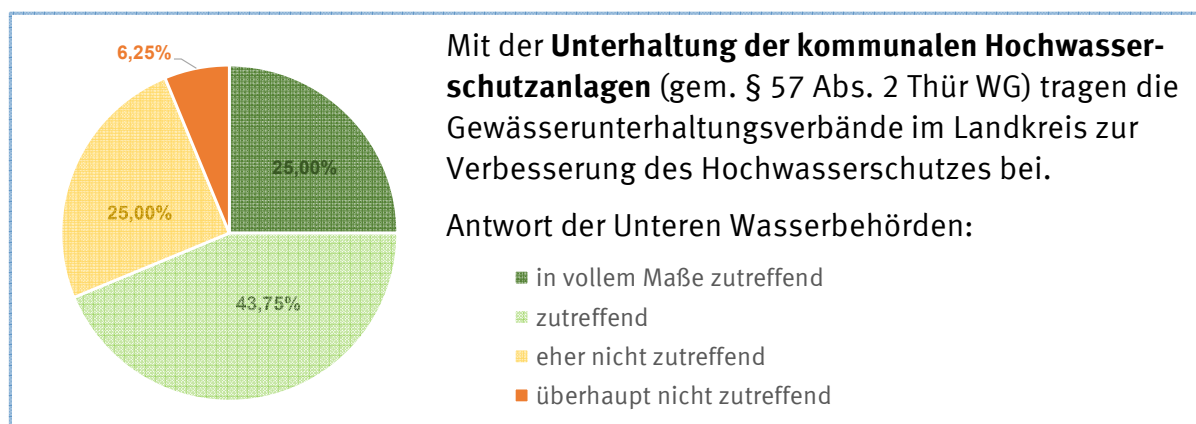 6,25%
25,00%
25,00%
43,75%
Mit der Unterhaltung der kommunalen Hochwasser-
schutzanlagen (gem. § 57 Abs. 2 Thür WG) tragen die
Gewässerunterhaltungsverbände im Landkreis zur
Verbesserung des Hochwasserschutzes bei.
Antwort der Unteren Wasserbehörden:
in vollem Maße zutreffend
zutreffend
eher nicht zutreffend
überhaupt nicht zutreffend